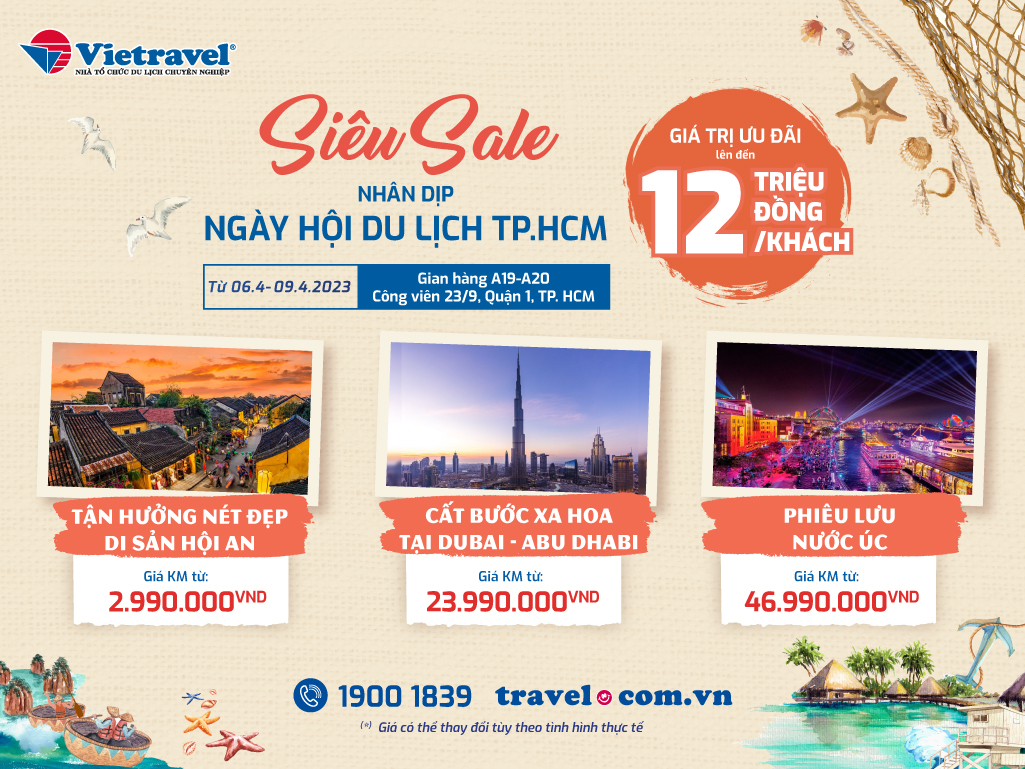 Vietravel®
NHÀ TỔ CHỨC DU LỊCH CHUYÊN NGHIỆP
Siêu Sale
NHÂN DỊP
NGÀY HỘI DU LỊCH TP.HCM
Từ 06.4- 09.4.2023
Gian hàng A19-A20
Công viên 23/9, Quận 1, TP. HCM
GIÁ TRỊ ƯU ĐÃI
lên đến
12 TRIỆU
ĐỒNG
/KHÁCH
TẬN HƯỞNG NÉT ĐẸP
DI SẢN HỘI AN
Giá KM từ:
2.990.000VND
CẤT BƯỚC XA HOA
TẠI DUBAI - ABU DHABI
Giá KM từ:
23.990.000VND
PHIÊU LƯU
NƯỚC ÚC
Giá KM từ:
46.990.000VND
1900 1839
travel.com.vn
(*) Giá có thể thay đổi tùy theo tình hình thực tế